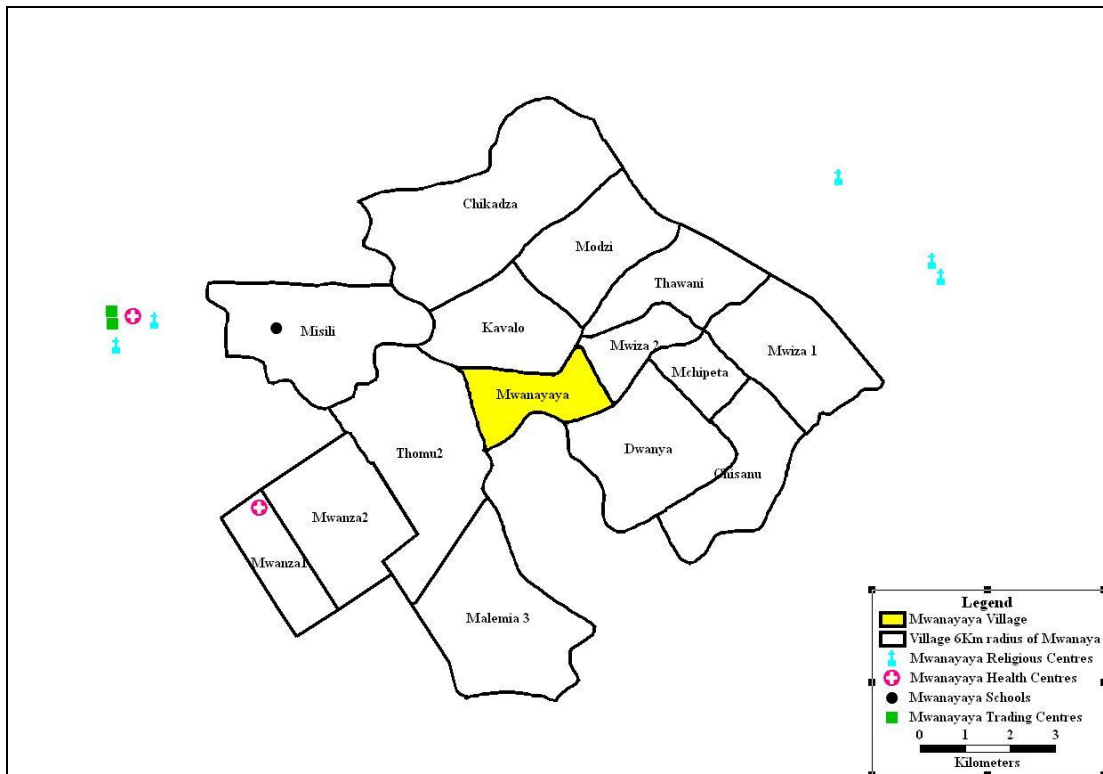 Chikadza
Modzi
Thawani
Misili
Kavalo
Mwiza 2
Mwiza 1
Mchipeta
Mwanayaya
Thomu2
Dwanya
Chisanu
Mwanza2
Mwanza1
Malemia 3
Legend
Mwanayaya Village
Village 6Km radius of Mwanaya
Mwanayaya Religious Centres
Mwanayaya Health Centres
Mwanayaya Schools
Mwanayaya Trading Centres
0 1 2 3
Kilometers